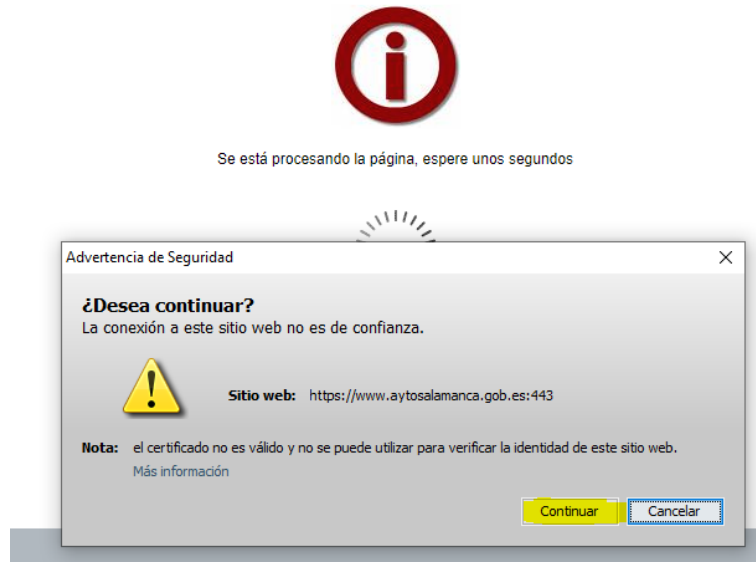 Se está procesando la página, espere unos segundos
Advertencia de Seguridad
¿Desea continuar?
La conexión a este sitio web no es de confianza.
Sitio web: https://www.aytosalamanca.gob.es:443
Nota: el certificado no es válido y no se puede utilizar para verificar la identidad de este sitio web.
Más información
Continuar Cancelar